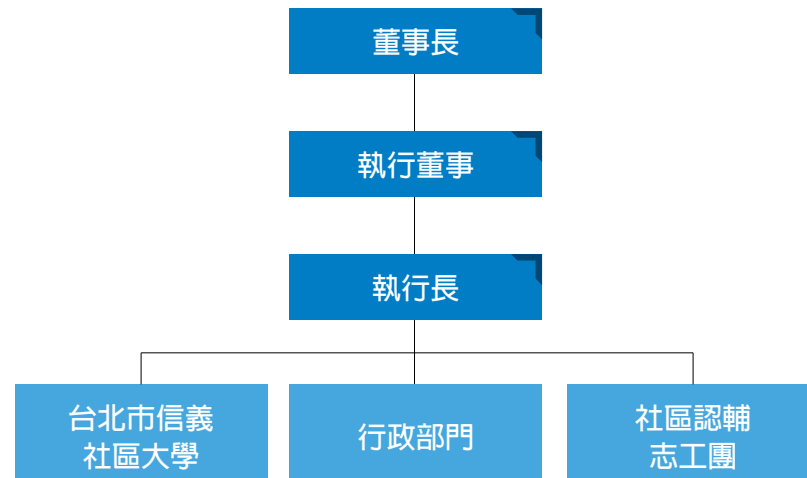 董事長
執行董事
執行長
台北市信義
社區大學
行政部門
社區認輔
志工團